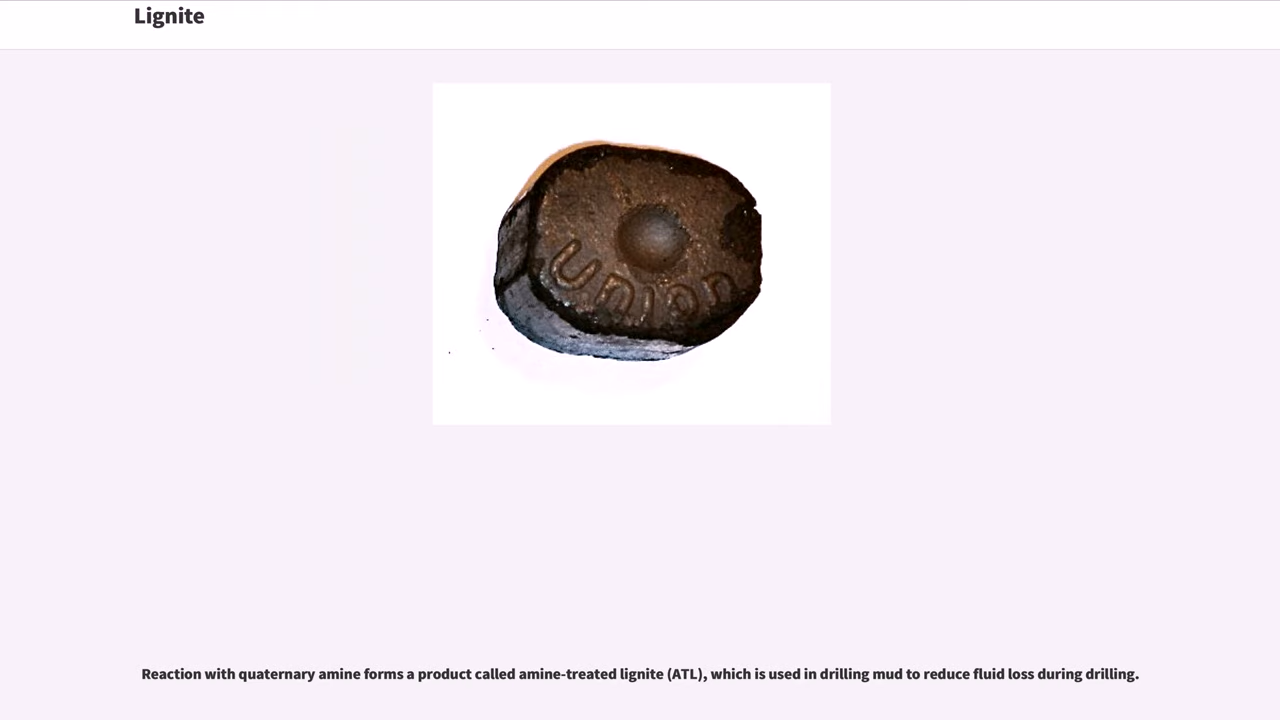 Lignite
Union
Reaction with quaternary amine forms a product called amine-treated lignite (ATL), which is used in drilling mud to reduce fluid loss during drilling.